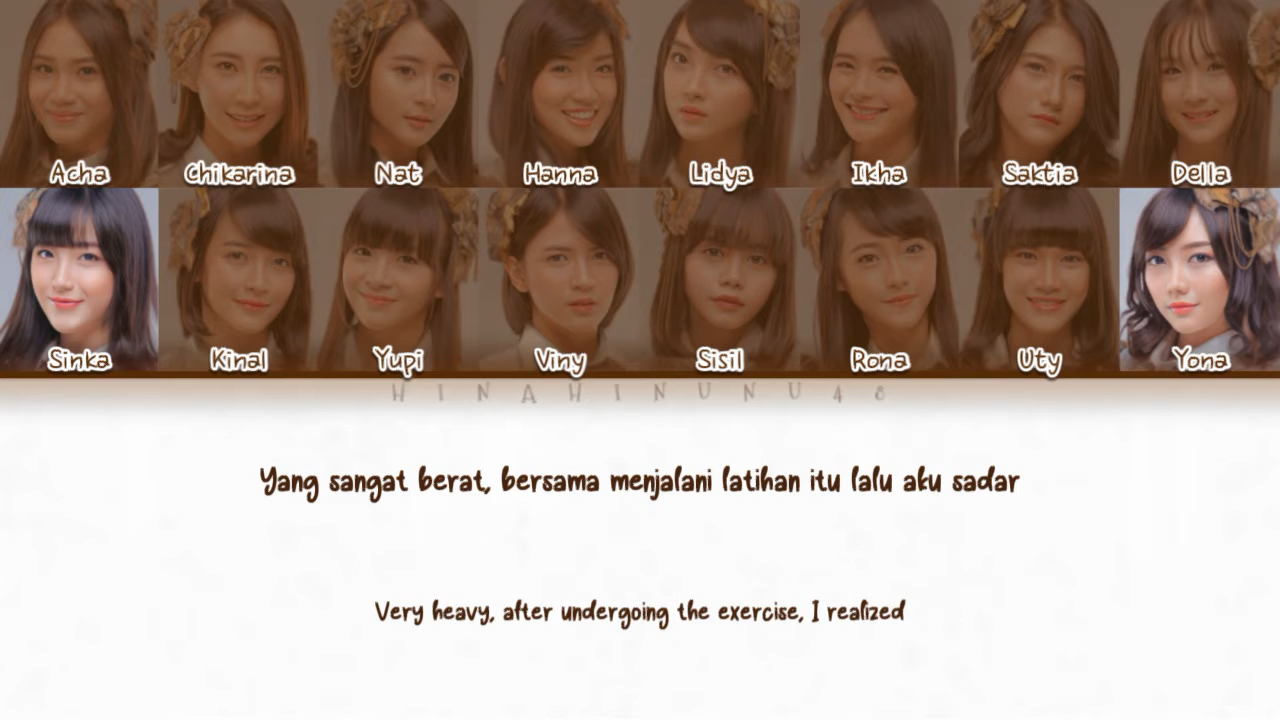 Acha Chikarina Nat Hanna Lidya Ikha Saktia Della
Sinka Kinal Yupi Viny Sisil Rona Uty Yona
HINAHINUNU48
Yang sangat berat, bersama menjalani latihan itu lalu aku sadar
Very heavy, after undergoing the exercise, I realized